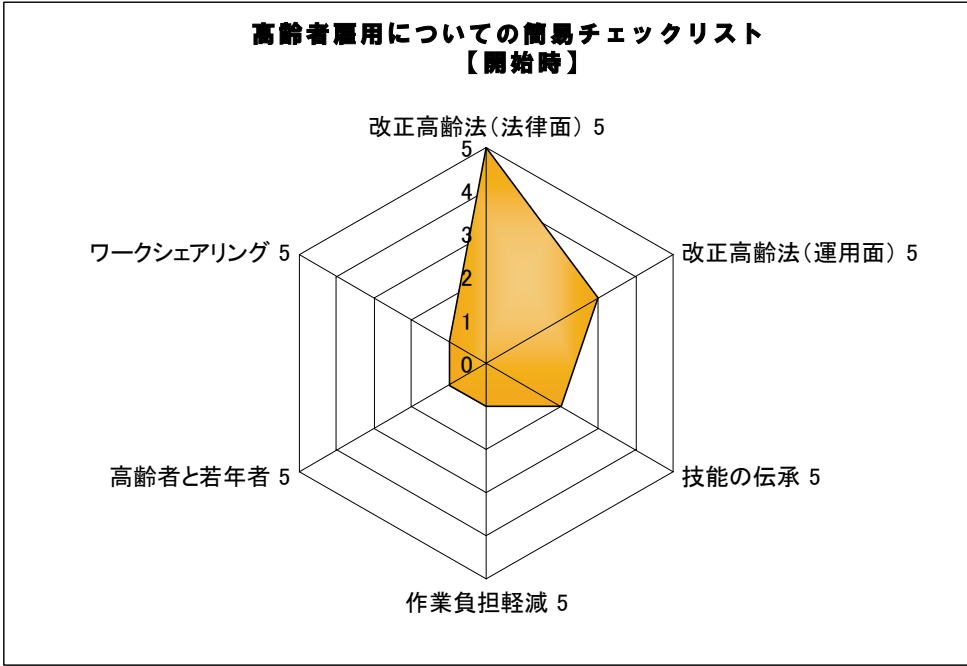 高齢者雇用についての簡易チェックリスト
【開始時】
改正高齢法（法律面） 5
5
4
ワークシェアリング 5
3
改正高齢法（運用面） 5
2
1
0
高齢者と若年者 5
技能の伝承 5
作業負担軽減 5